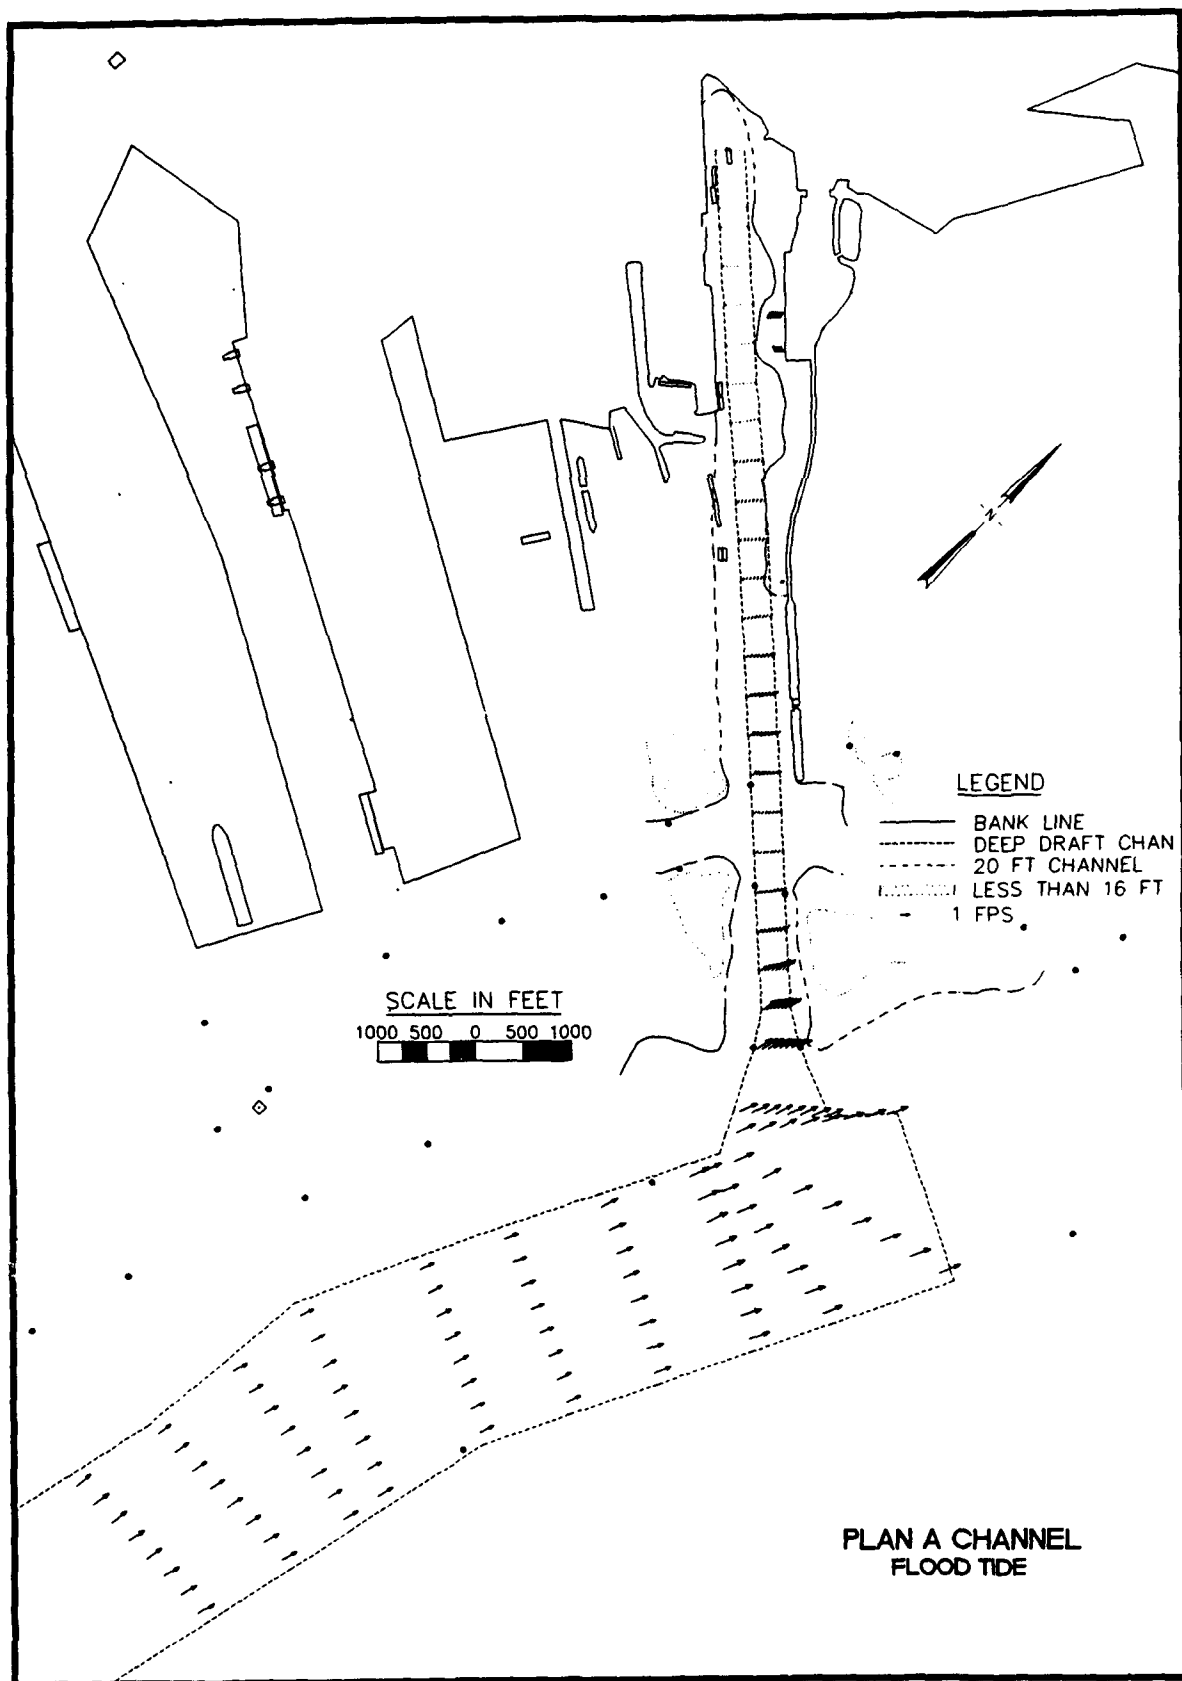 N
LEGEND
BANK LINE
DEEP DRAFT CHAN
20 FT CHANNEL
LESS THAN 16 FT
1 FPS
SCALE IN FEET
1000 500 0 500 1000
PLAN A CHANNEL
FLOOD TIDE